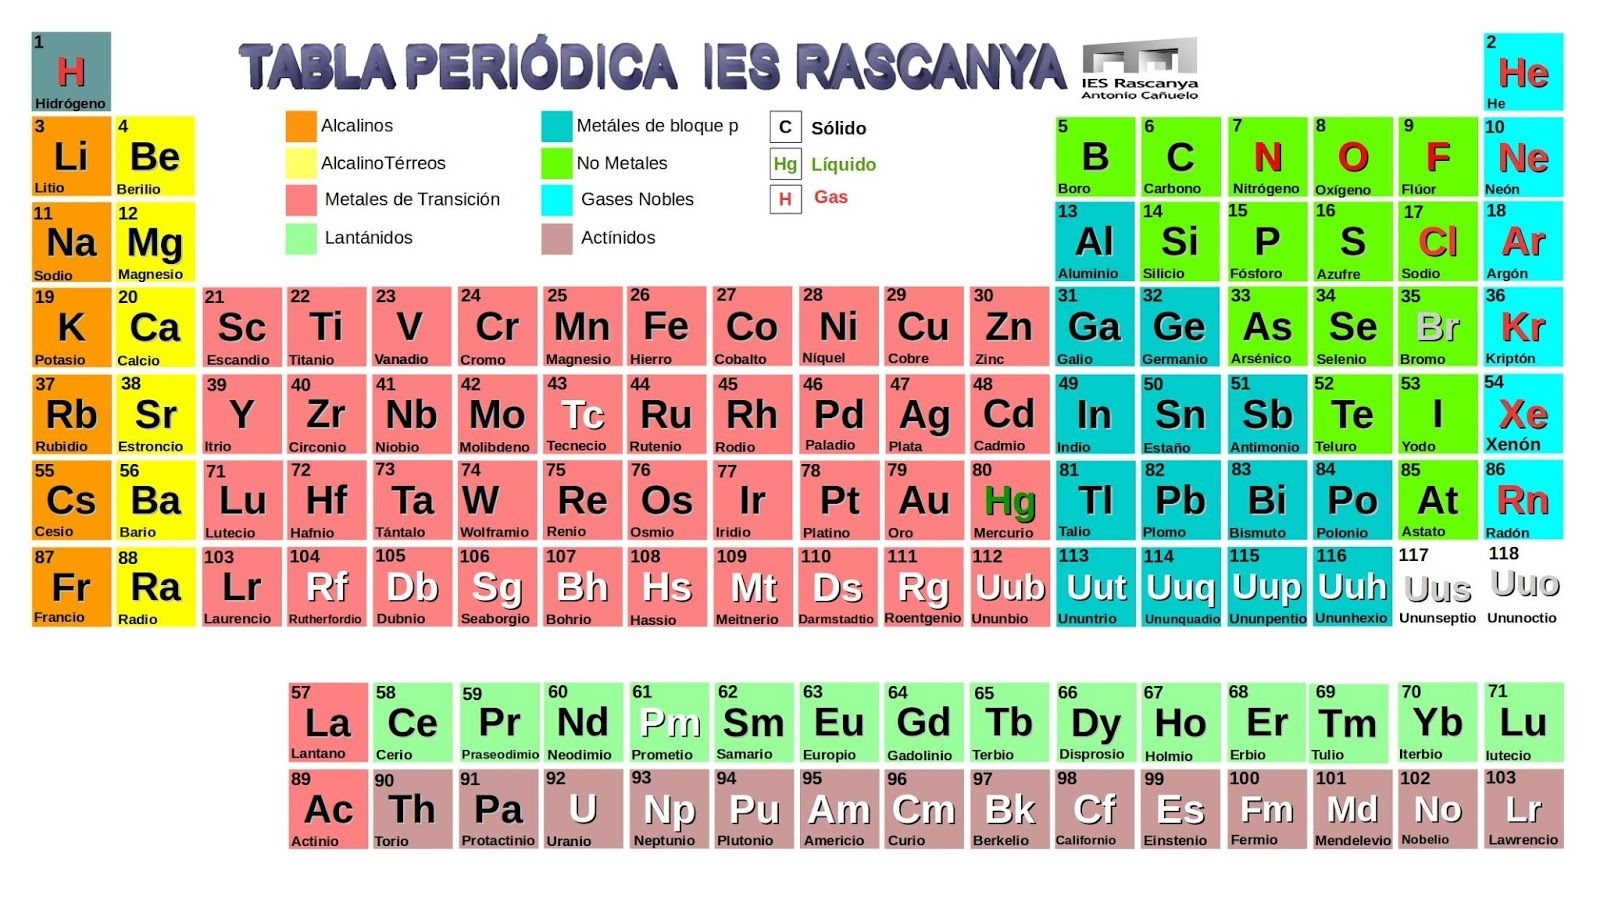 TABLA PERIÓDICA IES RASCANYA
IES Rascanya
Antonio Cañuelo
Alcalinos
AlcalinoTérreos
Metales de Transición
Lantánidos
Metáles de bloque p
No Metales
Gases Nobles
Actínidos
C Sólido
Hg Líquido
H Gas
1 2
H He
Hidrógeno He
3 4 5 6 7 8 9 10
Li Be B C N O F Ne
Litio Berilio Boro Carbono Nitrógeno Oxígeno Flúor Neón
11 12 13 14 15 16 17 18
Na Mg Al Si P S Cl Ar
Sodio Magnesio Aluminio Silicio Fósforo Azufre Sodio Argón
19 20 21 22 23 24 25 26 27 28 29 30 31 32 33 34 35 36
K Ca Sc Ti V Cr Mn Fe Co Ni Cu Zn Ga Ge As Se Br Kr
Potasio Calcio Escandio Titanio Vanadio Cromo Magnesio Hierro Cobalto Níquel Cobre Zinc Galio Germanio Arsénico Selenio Bromo Kriptón
37 38 39 40 41 42 43 44 45 46 47 48 49 50 51 52 53 54
Rb Sr Y Zr Nb Mo Tc Ru Rh Pd Ag Cd In Sn Sb Te I Xe
Rubidio Estroncio Itrio Circonio Niobio Molibdeno Tecnecio Rutenio Rodio Paladio Plata Cadmio Indio Estaño Antimonio Teluro Yodo Xenón
55 56 71 72 73 74 75 76 77 78 79 80 81 82 83 84 85 86
Cs Ba Lu Hf Ta W Re Os Ir Pt Au Hg Tl Pb Bi Po At Rn
Cesio Bario Lutecio Hafnio Tántalo Wolframio Renio Osmio Iridio Platino Oro Mercurio Talio Plomo Bismuto Polonio Astato Radón
87 88 103 104 105 106 107 108 109 110 111 112 113 114 115 116 117 118
Fr Ra Lr Rf Db Sg Bh Hs Mt Ds Rg Uub Uut Uuq Uup Uuh Uus Uuo
Francio Radio Laurencio Rutherfordio Dubnio Seaborgio Bohrio Hassio Meitnerio Darmstadtio Roentgenio Ununbio Ununtrio Ununquadio Ununpentio Ununhexio Ununseptio Ununoctio
57 58 59 60 61 62 63 64 65 66 67 68 69 70 71
La Ce Pr Nd Pm Sm Eu Gd Tb Dy Ho Er Tm Yb Lu
Lantano Cerio Praseodimio Neodimio Prometio Samario Europio Gadolinio Terbio Disprosio Holmio Erbio Tulio Iterbio lutecio
89 90 91 92 93 94 95 96 97 98 99 100 101 102 103
Ac Th Pa U Np Pu Am Cm Bk Cf Es Fm Md No Lr
Actinio Torio Protactinio Uranio Neptunio Plutonio Americio Curio Berkelio Californio Einstenio Fermio Mendelevio Nobelio Lawrencio